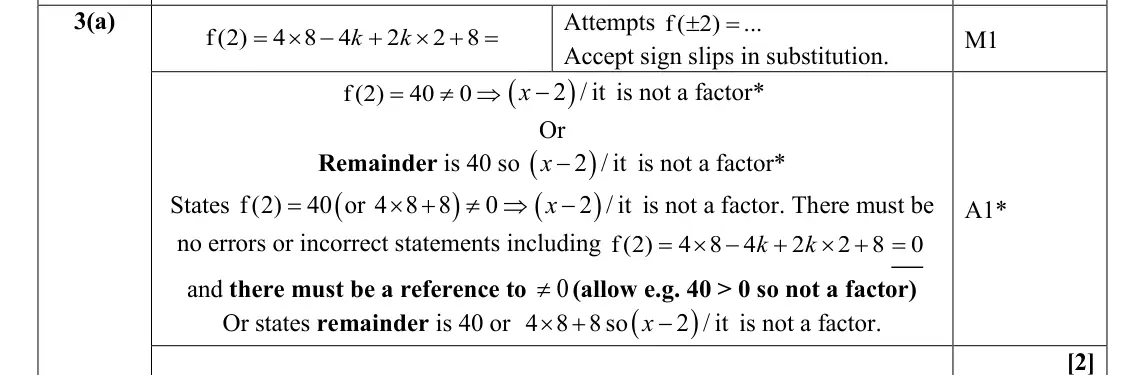 3(a)
f(2) = 4×8 − 4k + 2k×2 + 8 =
Attempts f(±2) = ...
Accept sign slips in substitution.
M1
f(2) = 40 ≠ 0 ⇒ (x − 2) / it is not a factor*
Or
Remainder is 40 so (x − 2) / it is not a factor*
States f(2) = 40(or 4×8+8) ≠ 0 ⇒ (x − 2) / it is not a factor. There must be
no errors or incorrect statements including f(2) = 4×8 − 4k + 2k×2 + 8 = 0
and there must be a reference to ≠ 0 (allow e.g. 40 > 0 so not a factor)
Or states remainder is 40 or 4×8+8 so (x − 2) / it is not a factor.
A1*
[2]